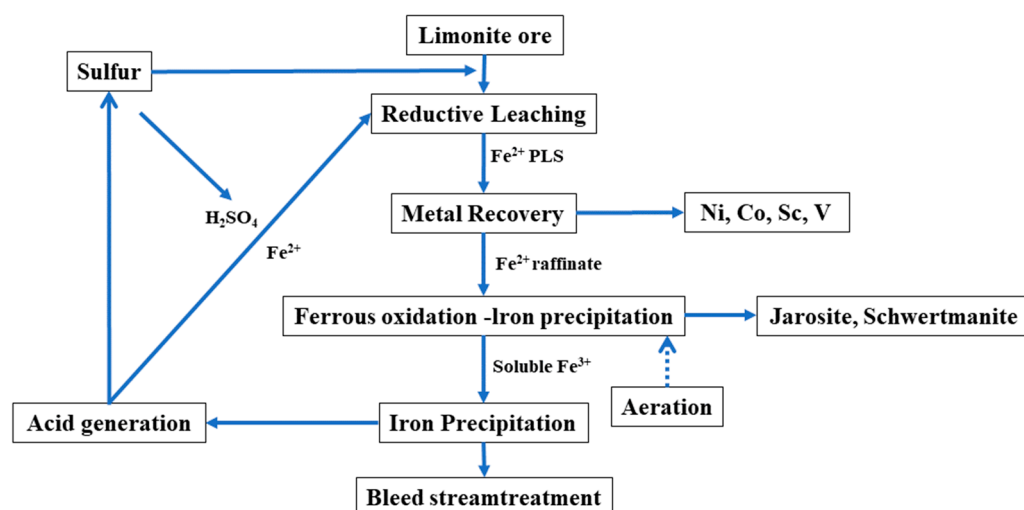 Limonite ore
Sulfur
Reductive Leaching
Fe²⁺ PLS
H₂SO₄
Metal Recovery
Ni, Co, Sc, V
Fe²⁺
Fe²⁺ raffinate
Ferrous oxidation -Iron precipitation
Jarosite, Schwertmanite
Soluble Fe³⁺
Aeration
Acid generation
Iron Precipitation
Bleed streamtreatment